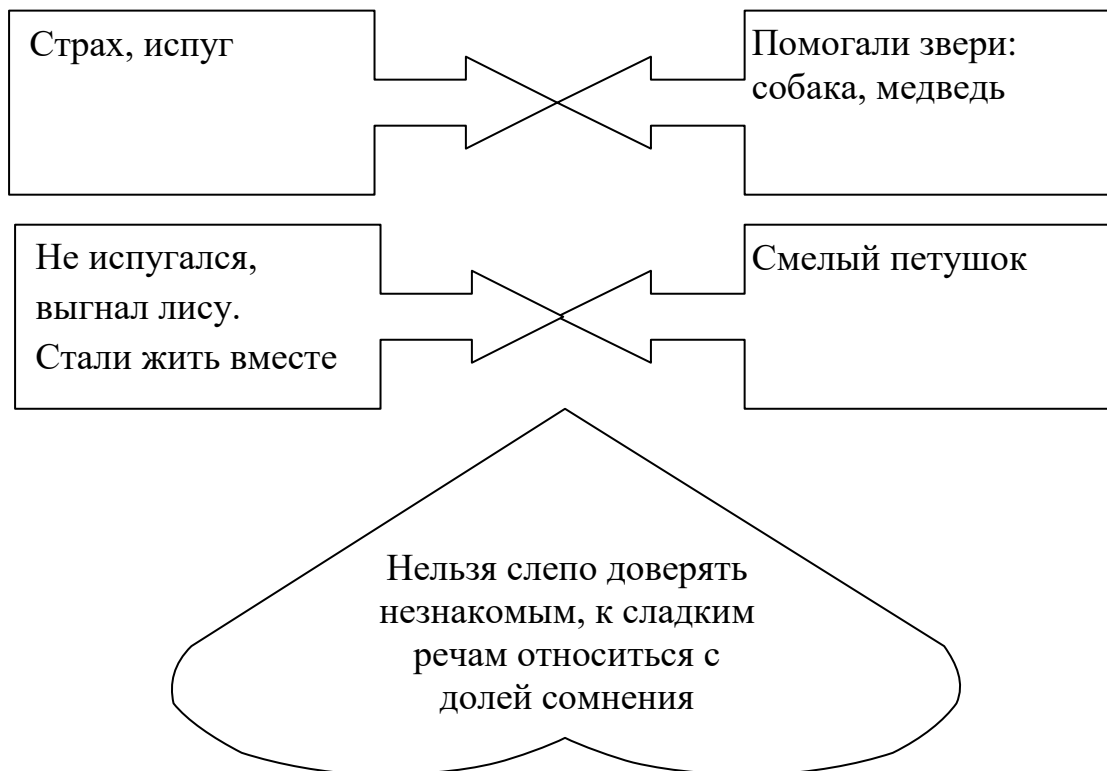 Страх, испуг
Помогали звери:
собака, медведь
Не испугался,
выгнал лису.
Стали жить вместе
Смелый петушок
Нельзя слепо доверять
незнакомым, к сладким
речам относиться с
долей сомнения